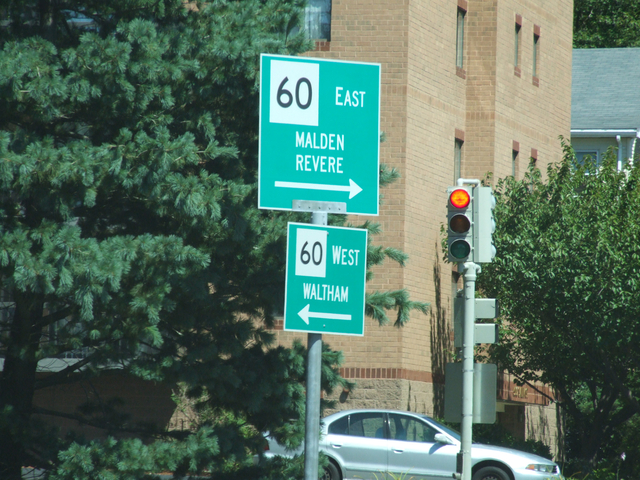 60 EAST
MALDEN
REVERE
60 WEST
WALTHAM